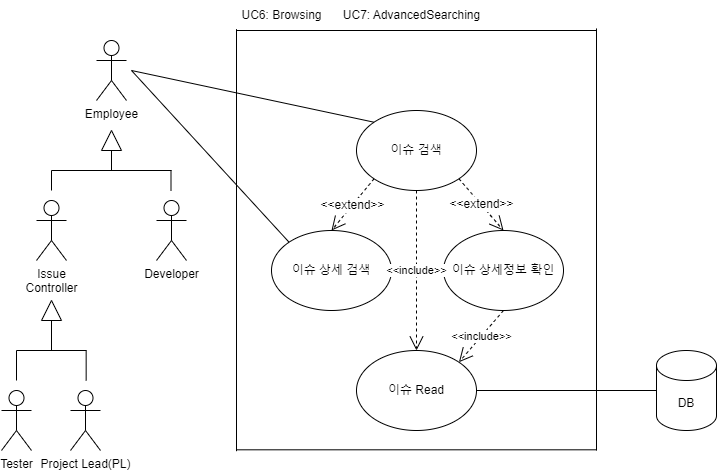 UC6: Browsing UC7: AdvancedSearching
Employee
이슈 검색
<<extend>>
<<extend>>
Issue
Controller
Developer
이슈 상세 검색
<<include>>
이슈 상세정보 확인
<<include>>
이슈 Read
DB
Tester
Project Lead(PL)